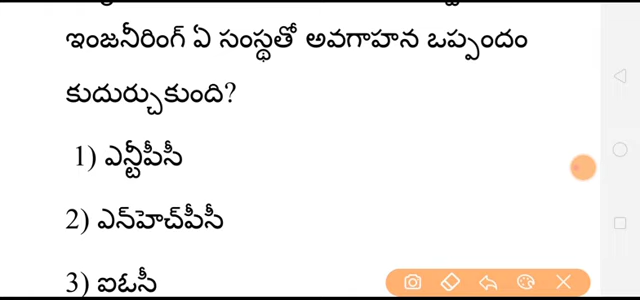 ఇంజనీరింగ్ ఏ సంస్థతో అవగాహన ఒప్పందం
కుదుర్చుకుంది?
1) ఎన్టీపీసీ
2) ఎన్‌హెచ్‌పీసీ
3) ఐఓసీ